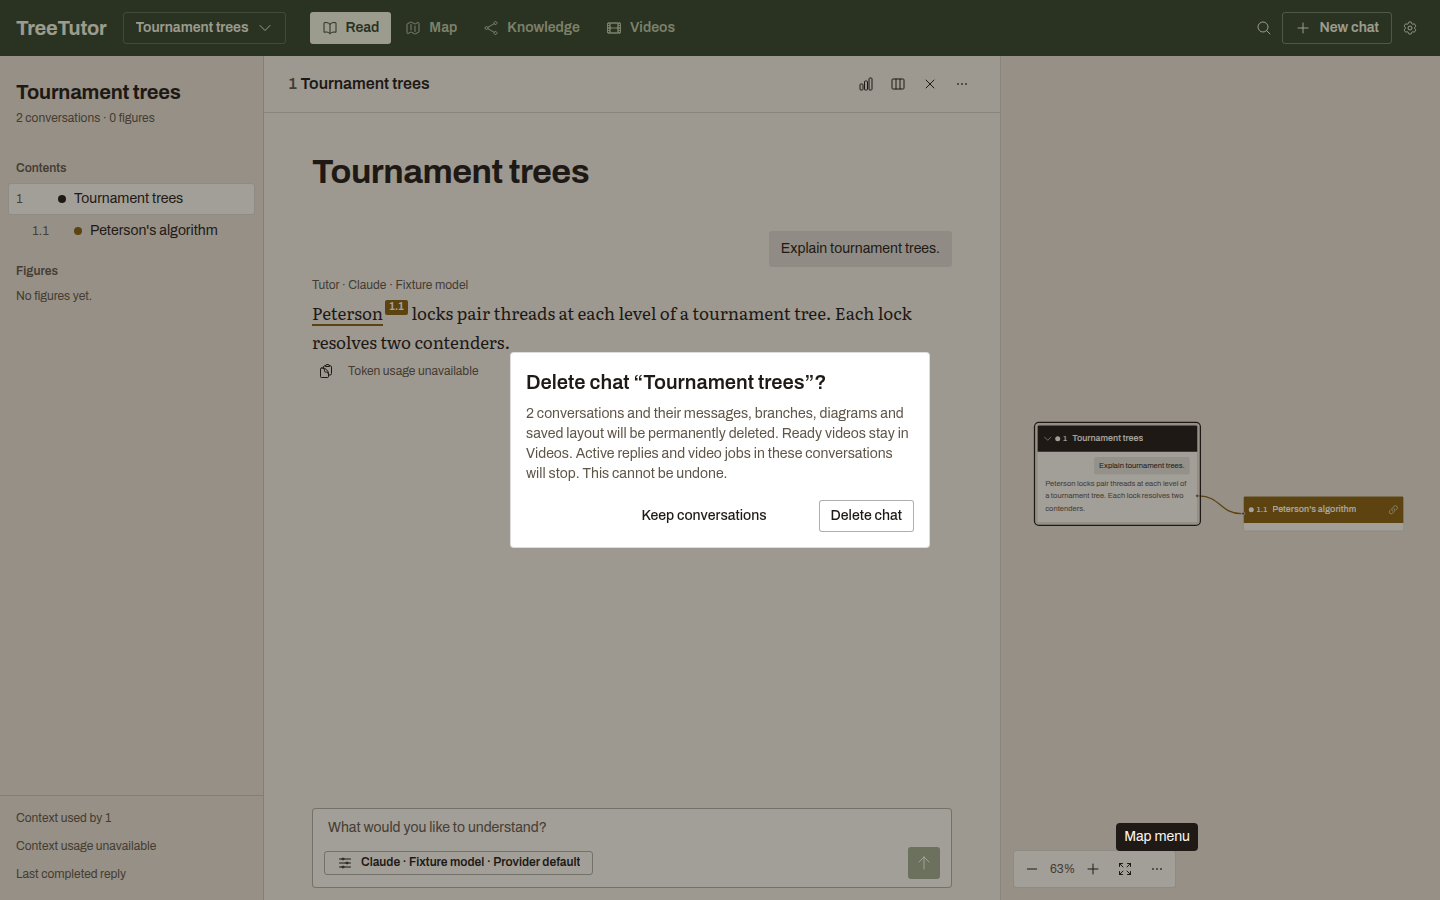 TreeTutor
Tournament trees
Read
Map
Knowledge
Videos
New chat
Tournament trees
2 conversations · 0 figures
Contents
1 Tournament trees
1.1 Peterson's algorithm
Figures
No figures yet.
Context used by 1
Context usage unavailable
Last completed reply
1 Tournament trees
Tournament trees
Explain tournament trees.
Tutor · Claude · Fixture model
Peterson 1.1 locks pair threads at each level of a tournament tree. Each lock
resolves two contenders.
Token usage unavailable
Delete chat “Tournament trees”?
2 conversations and their messages, branches, diagrams and
saved layout will be permanently deleted. Ready videos stay in
Videos. Active replies and video jobs in these conversations
will stop. This cannot be undone.
Keep conversations
Delete chat
What would you like to understand?
Claude · Fixture model · Provider default
1 Tournament trees
Explain tournament trees.
Peterson locks pair threads at each level of
a tournament tree. Each lock resolves two
contenders.
1.1 Peterson's algorithm
Map menu
63%